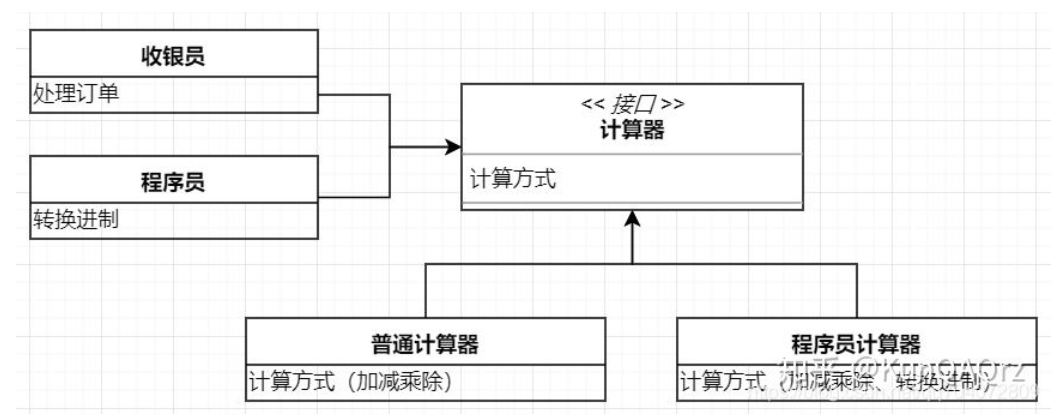 收银员
处理订单
程序员
转换进制
<< 接口 >>
计算器
计算方式
普通计算器
计算方式（加减乘除）
程序员计算器
计算方式（加减乘除、转换进制）
知乎 @KunQAQrz